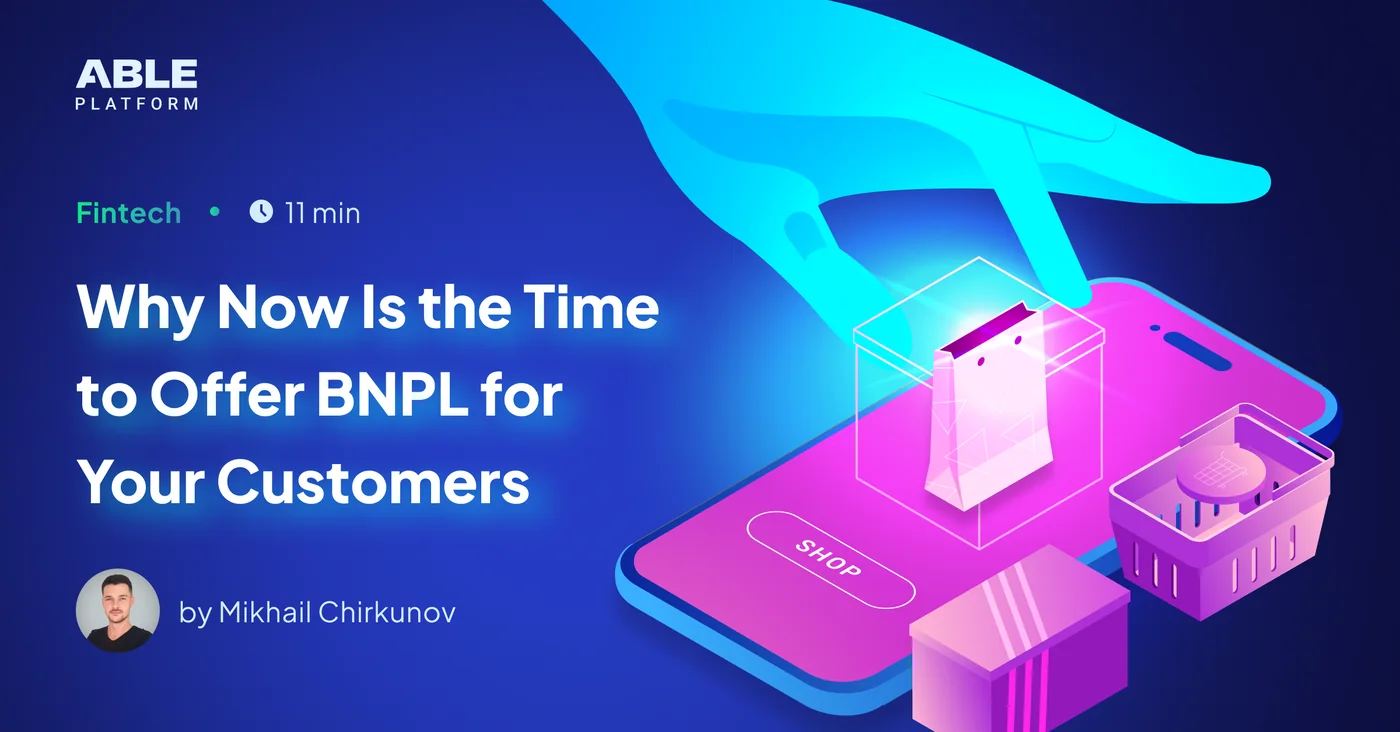 ABLE
PLATFORM
Fintech • 11 min
Why Now Is the Time
to Offer BNPL for
Your Customers
by Mikhail Chirkunov
SHOP